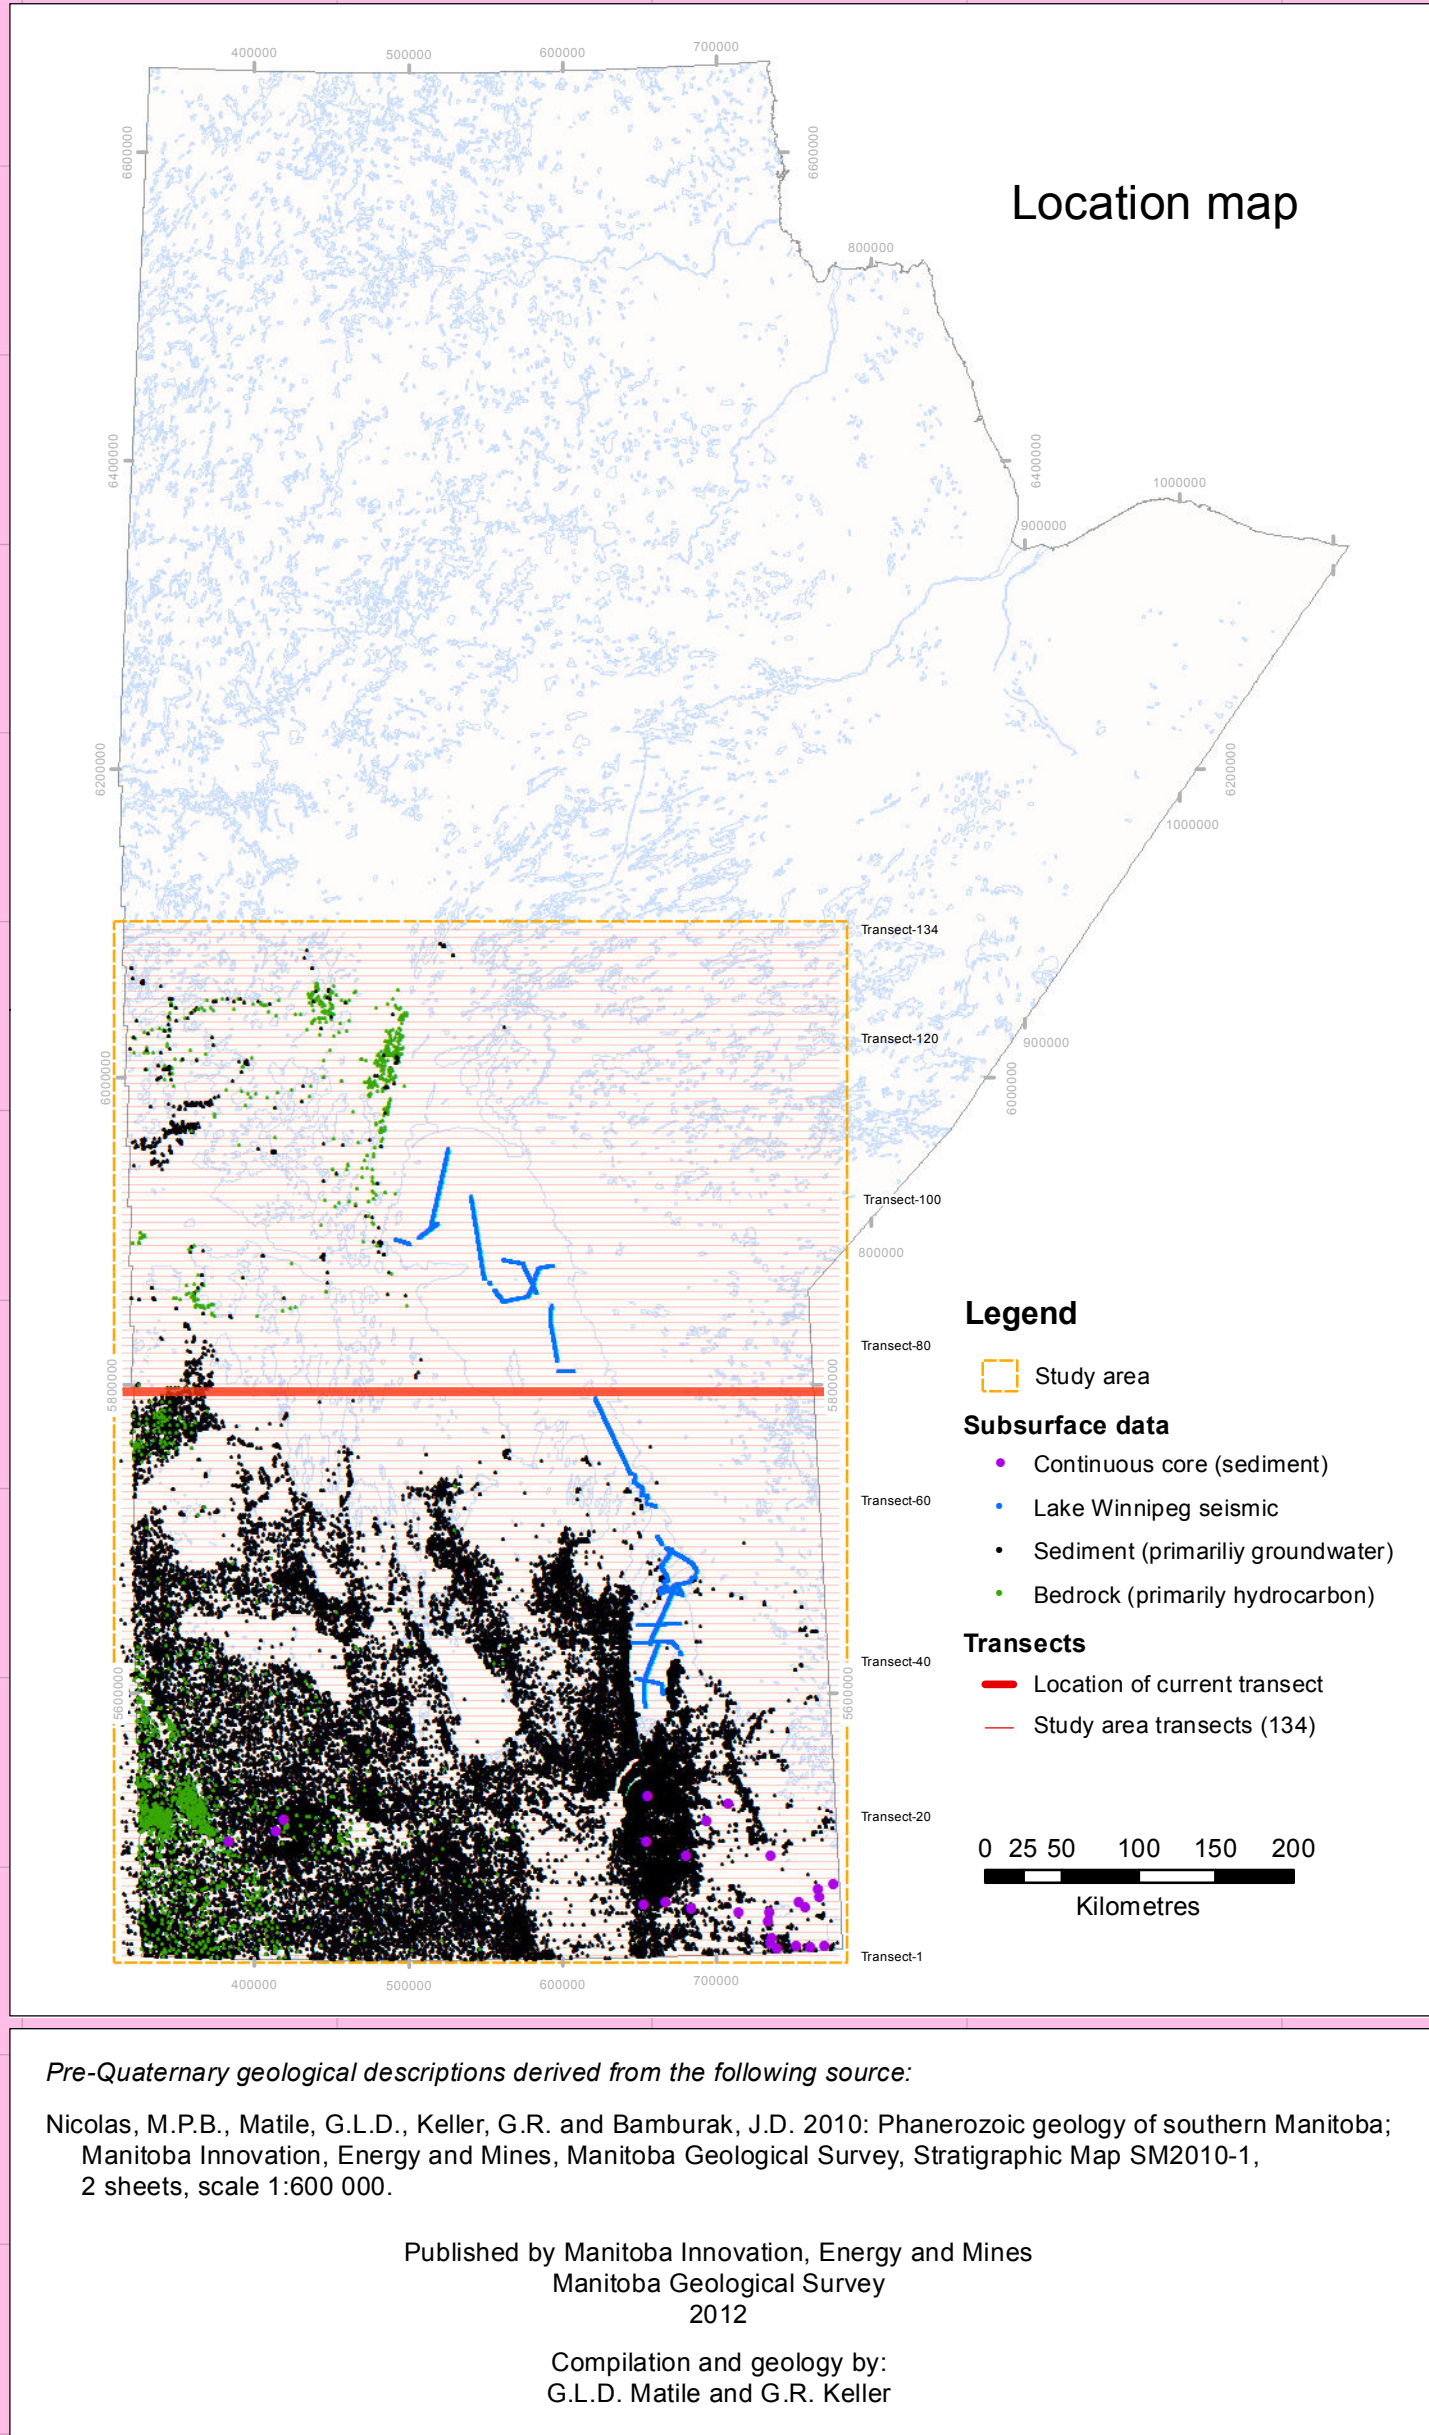 400000
500000
600000
700000
6600000
6600000
Location map
800000
6400000
6400000
1000000
900000
6200000
6200000
1000000
Transect-134
Transect-120
900000
6000000
6000000
Transect-100
800000
Legend
Transect-80
5800000
5800000
Study area
Subsurface data
Continuous core (sediment)
Transect-60
Lake Winnipeg seismic
Sediment (primariliy groundwater)
Bedrock (primarily hydrocarbon)
Transects
Transect-40
5600000
5600000
Location of current transect
Study area transects (134)
Transect-20
0 25 50 100 150 200
Kilometres
Transect-1
400000
500000
600000
700000
Pre-Quaternary geological descriptions derived from the following source:
Nicolas, M.P.B., Matile, G.L.D., Keller, G.R. and Bamburak, J.D. 2010: Phanerozoic geology of southern Manitoba;
Manitoba Innovation, Energy and Mines, Manitoba Geological Survey, Stratigraphic Map SM2010-1,
2 sheets, scale 1:600 000.
Published by Manitoba Innovation, Energy and Mines
Manitoba Geological Survey
2012
Compilation and geology by:
G.L.D. Matile and G.R. Keller